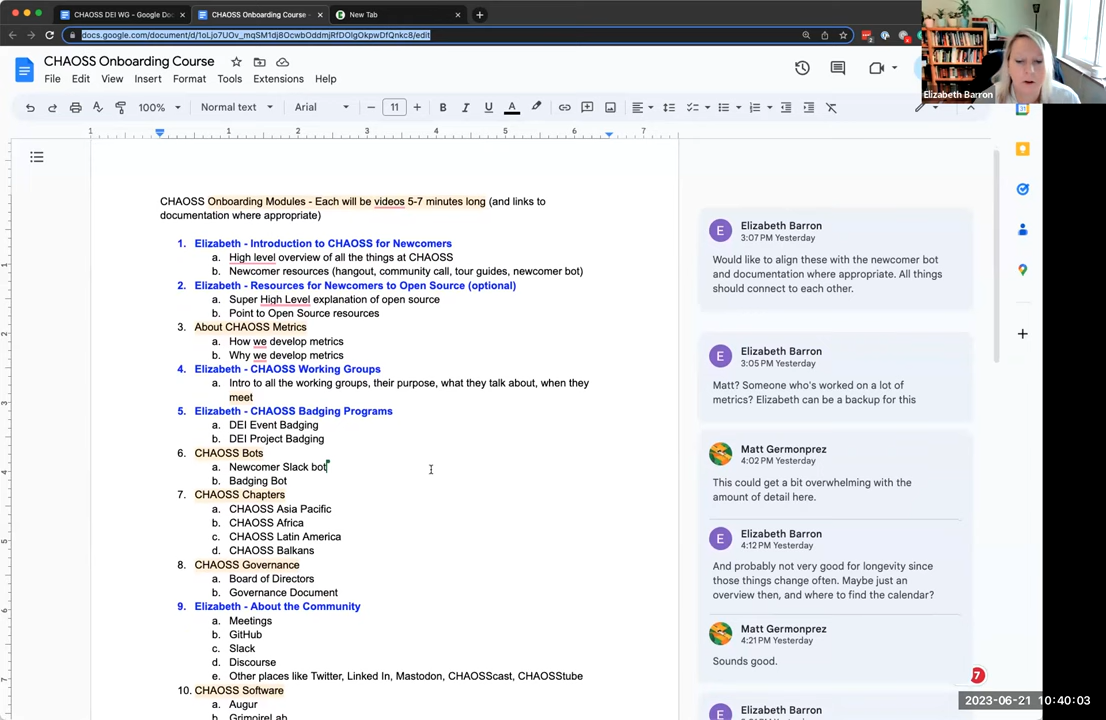 CHAOSS DEI WG - Google Doc
CHAOSS Onboarding Course -
New Tab
docs.google.com/document/d/1oLjo7UOv_mqSM1dj8OcwbOddmjRfDOlgOkpwDfQnkc8/edit
CHAOSS Onboarding Course
File Edit View Insert Format Tools Extensions Help
Elizabeth Barron
100% Normal text Arial 11
1 1 2 3 4 5 6 7
CHAOSS Onboarding Modules - Each will be videos 5-7 minutes long (and links to
documentation where appropriate)
1. Elizabeth - Introduction to CHAOSS for Newcomers
a. High level overview of all the things at CHAOSS
b. Newcomer resources (hangout, community call, tour guides, newcomer bot)
2. Elizabeth - Resources for Newcomers to Open Source (optional)
a. Super High Level explanation of open source
b. Point to Open Source resources
3. About CHAOSS Metrics
a. How we develop metrics
b. Why we develop metrics
4. Elizabeth - CHAOSS Working Groups
a. Intro to all the working groups, their purpose, what they talk about, when they
meet
5. Elizabeth - CHAOSS Badging Programs
a. DEI Event Badging
b. DEI Project Badging
6. CHAOSS Bots
a. Newcomer Slack bot
b. Badging Bot
7. CHAOSS Chapters
a. CHAOSS Asia Pacific
b. CHAOSS Africa
c. CHAOSS Latin America
d. CHAOSS Balkans
8. CHAOSS Governance
a. Board of Directors
b. Governance Document
9. Elizabeth - About the Community
a. Meetings
b. GitHub
c. Slack
d. Discourse
e. Other places like Twitter, Linked In, Mastodon, CHAOSScast, CHAOSStube
10. CHAOSS Software
a. Augur
b. GrimoireLab
E
Elizabeth Barron
3:07 PM Yesterday
Would like to align these with the newcomer bot
and documentation where appropriate. All things
should connect to each other.
E
Elizabeth Barron
3:05 PM Yesterday
Matt? Someone who's worked on a lot of
metrics? Elizabeth can be a backup for this
Matt Germonprez
4:02 PM Yesterday
This could get a bit overwhelming with the
amount of detail here.
E
Elizabeth Barron
4:12 PM Yesterday
And probably not very good for longevity since
those things change often. Maybe just an
overview then, and where to find the calendar?
Matt Germonprez
4:21 PM Yesterday
Sounds good.
E
Elizabeth Barron
7
2023-06-21 10:40:03